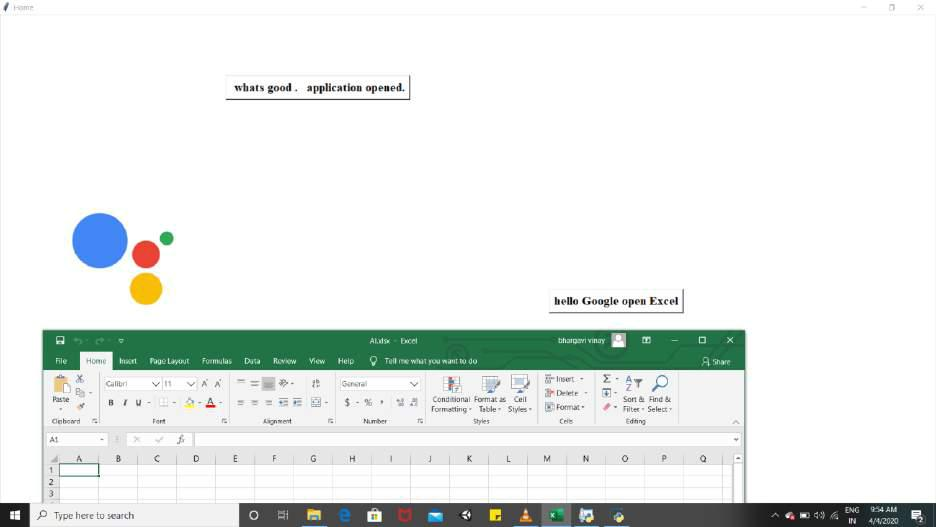 Home
whats good .   application opened.
hello Google open Excel
AI.xlsx - Excel
bhargavi vinay
File Home Insert Page Layout Formulas Data Review View Help Tell me what you want to do Share
Calibri 11 A A General Insert Σ A Z
Paste Conditional Format as Cell Delete Sort & Find &
B I U A $ % , Formatting Table Styles Format Filter Select
Clipboard Font Alignment Number Styles Cells Editing
A1 fx
A B C D E F G H I J K L M N O P Q
1
2
3
Type here to search
ENG 9:54 AM
IN 4/4/2020 2